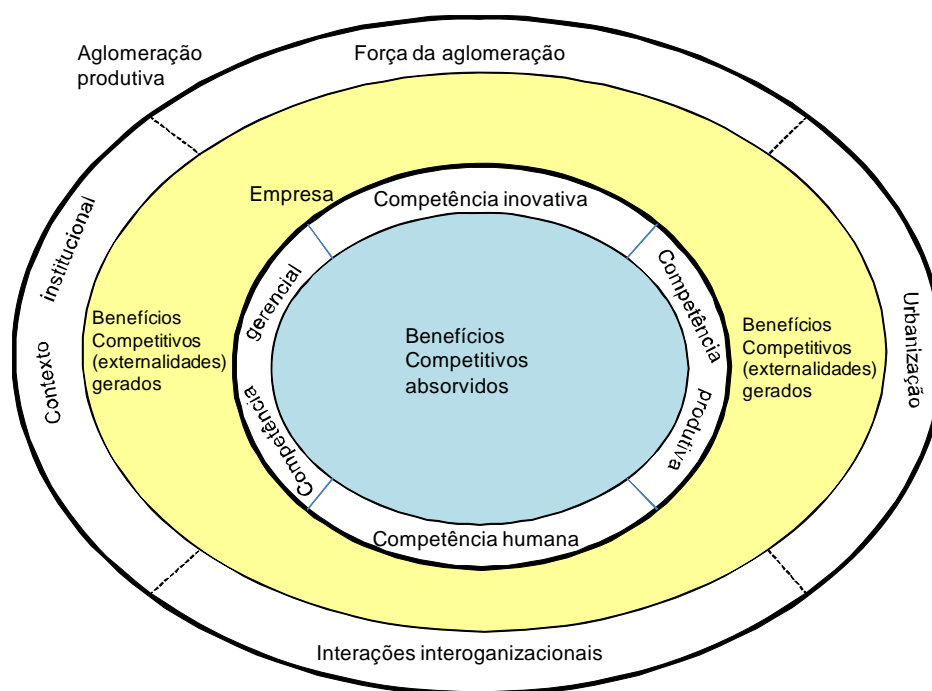 Aglomeração
produtiva
Força da aglomeração
Empresa
Competência inovativa
institucional
Contexto
gerencial
Competência
Competência
produtiva
Urbanização
Benefícios
Competitivos
(externalidades)
gerados
Benefícios
Competitivos
absorvidos
Benefícios
Competitivos
(externalidades)
gerados
Competência humana
Interações interoganizacionais